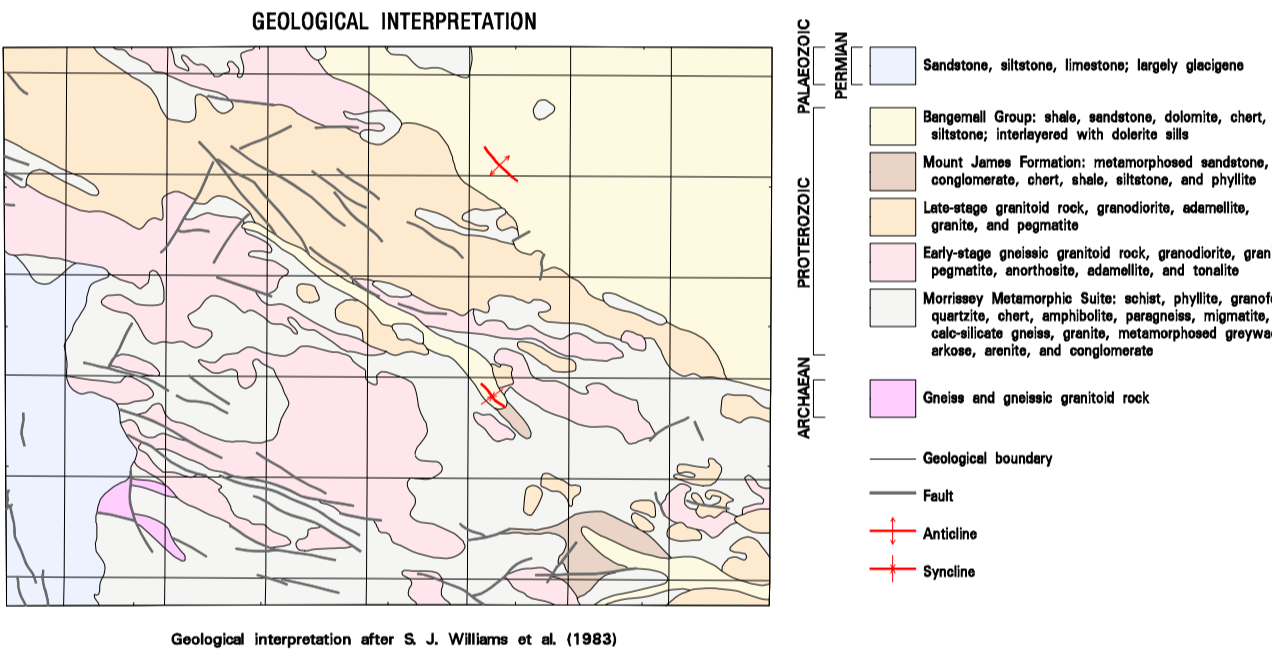 GEOLOGICAL INTERPRETATION
PALAEOZOIC
PERMIAN
Sandstone, siltstone, limestone; largely glacigene
PROTEROZOIC
Bangemall Group: shale, sandstone, dolomite, chert,
siltstone; interlayered with dolerite sills
Mount James Formation: metamorphosed sandstone,
conglomerate, chert, shale, siltstone, and phyllite
Late-stage granitoid rock, granodiorite, adamellite,
granite, and pegmatite
Early-stage gneissic granitoid rock, granodiorite, gran
pegmatite, anorthosite, adamellite, and tonalite
Morrissey Metamorphic Suite: schist, phyllite, granofe
quartzite, chert, amphibolite, paragneiss, migmatite,
calc-silicate gneiss, granite, metamorphosed greywa
arkose, arenite, and conglomerate
ARCHAEAN
Gneiss and gneissic granitoid rock
Geological boundary
Fault
Anticline
Syncline
Geological interpretation after S. J. Williams et al. (1983)